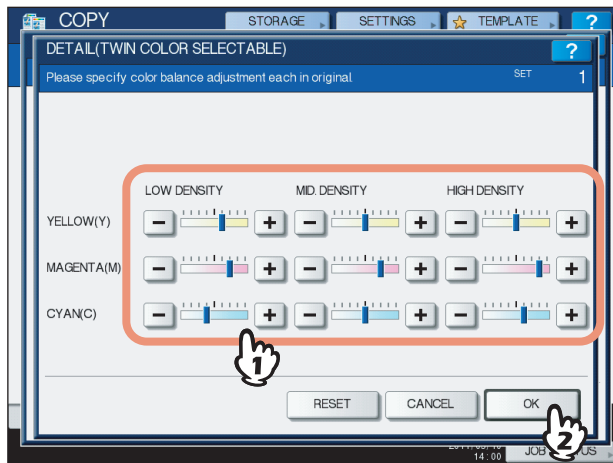 COPY STORAGE SETTINGS TEMPLATE ?
DETAIL(TWIN COLOR SELECTABLE) ?
Please specify color balance adjustment each in original. SET 1
LOW DENSITY MID. DENSITY HIGH DENSITY
YELLOW(Y) − + − + − +
MAGENTA(M) − + − + − +
CYAN(C) − + − + − +
1
RESET CANCEL OK
2
14:00 JOB